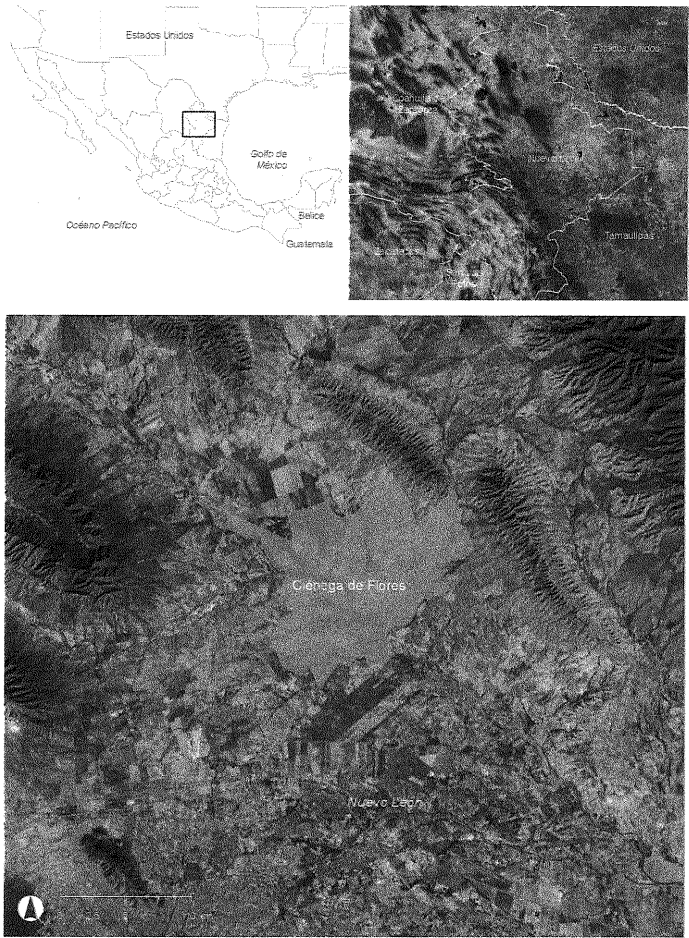 Estados Unidos
Golfo de
México
Océano Pacífico
Belice
Guatemala
Estados Unidos
Coahuila
Zaragoza
Nuevo León
Tamaulipas
Zacatecas
Ciénega de Flores
Nuevo León